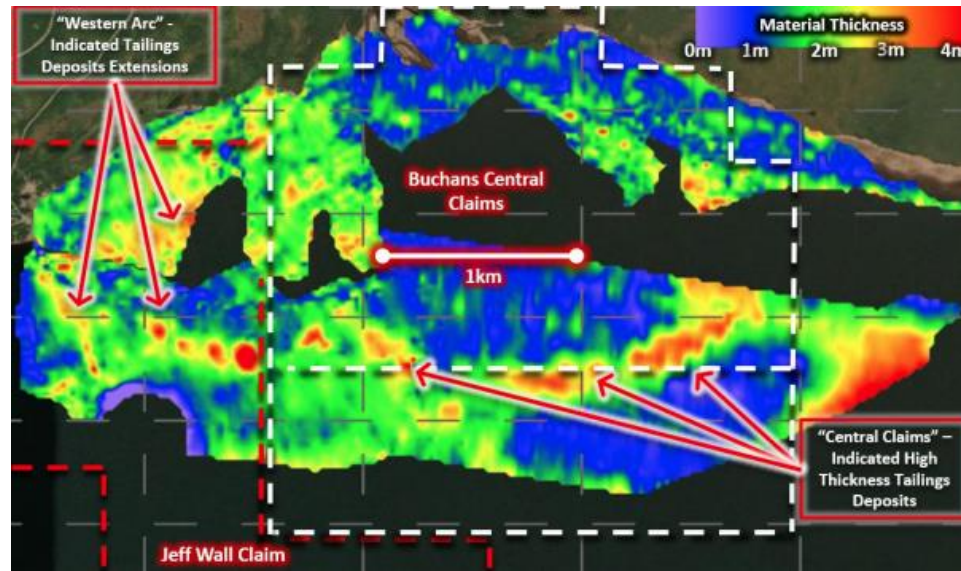 "Western Arc" -
Indicated Tailings
Deposits Extensions
Material Thickness
0m 1m 2m 3m 4m
Buchans Central
Claims
1km
"Central Claims" –
Indicated High
Thickness Tailings
Deposits
Jeff Wall Claim